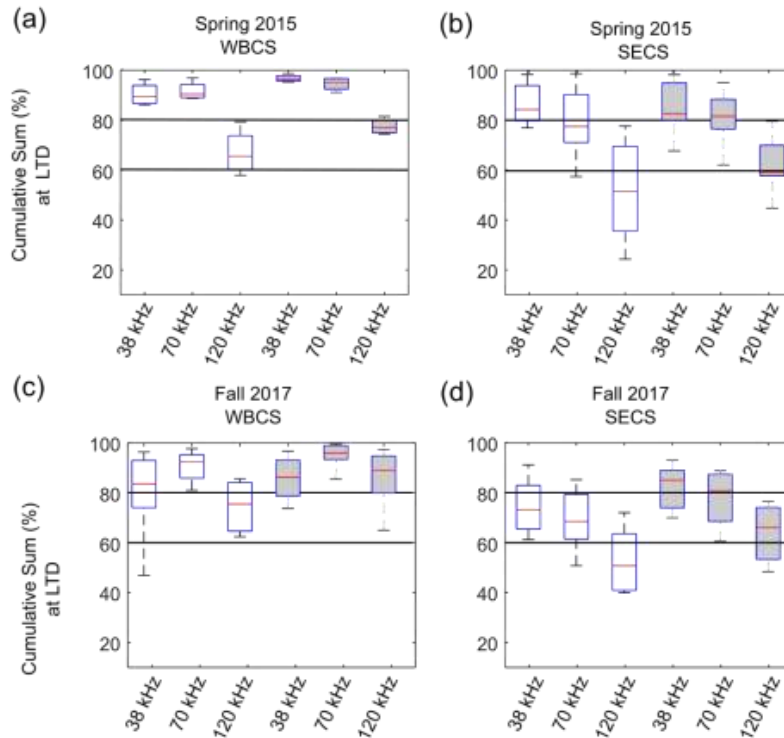 (a)
Spring 2015
WBCS
Cumulative Sum (%)
at LTD
100
80
60
40
20
38 kHz
70 kHz
120 kHz
38 kHz
70 kHz
120 kHz
(b)
Spring 2015
SECS
100
80
60
40
20
38 kHz
70 kHz
120 kHz
38 kHz
70 kHz
120 kHz
(c)
Fall 2017
WBCS
Cumulative Sum (%)
at LTD
100
80
60
40
20
38 kHz
70 kHz
120 kHz
38 kHz
70 kHz
120 kHz
(d)
Fall 2017
SECS
100
80
60
40
20
38 kHz
70 kHz
120 kHz
38 kHz
70 kHz
120 kHz